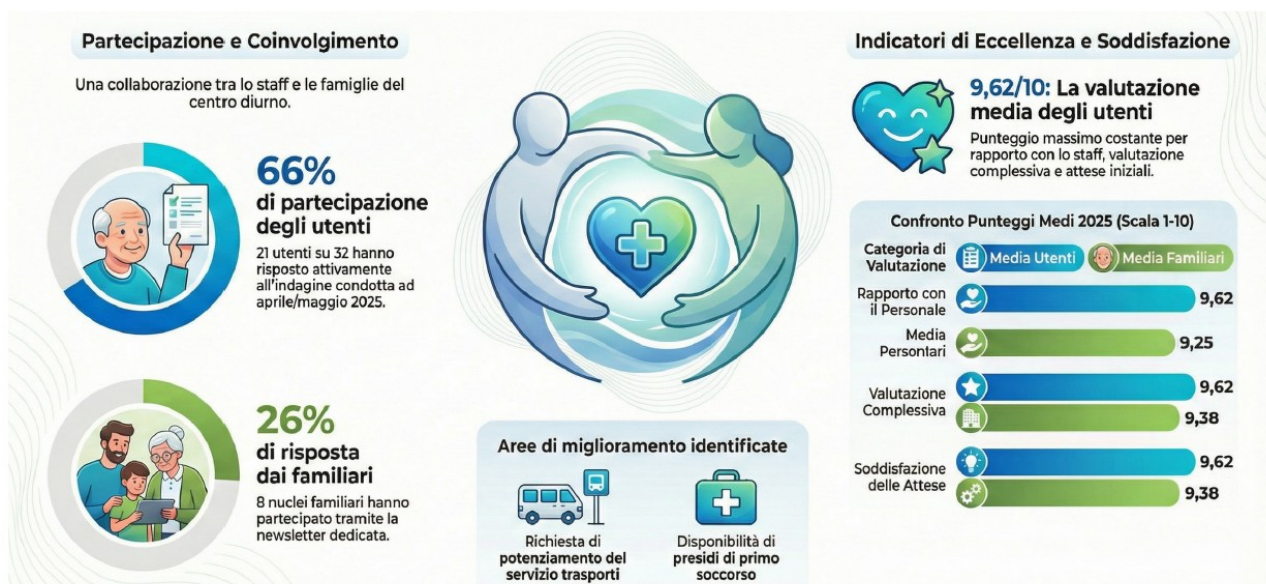 Partecipazione e Coinvolgimento
Una collaborazione tra lo staff e le famiglie del
centro diurno.
66%
di partecipazione
degli utenti
21 utenti su 32 hanno
risposto attivamente
all'indagine condotta ad
aprile/maggio 2025.
26%
di risposta
dai familiari
8 nuclei familiari hanno
partecipato tramite la
newsletter dedicata.
Aree di miglioramento identificate
Richiesta di
potenziamento del
servizio trasporti
Disponibilità di
presidi di primo
soccorso
Indicatori di Eccellenza e Soddisfazione
9,62/10: La valutazione
media degli utenti
Punteggio massimo costante per
rapporto con lo staff, valutazione
complessiva e attese iniziali.
Confronto Punteggi Medi 2025 (Scala 1-10)
Categoria di
Valutazione
Media Utenti
Media Familiari
Rapporto con
il Personale
9,62
Media
Persontari
9,25
Valutazione
Complessiva
9,62
9,38
Soddisfazione
delle Attese
9,62
9,38